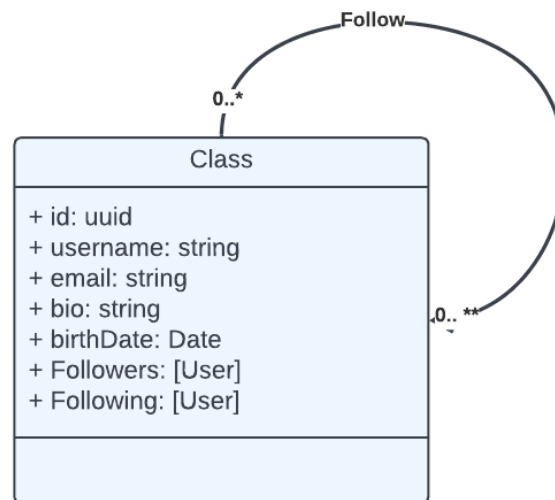 Follow
0..*
Class
+ id: uuid
+ username: string
+ email: string
+ bio: string
+ birthDate: Date
+ Followers: [User]
+ Following: [User]
0.. **